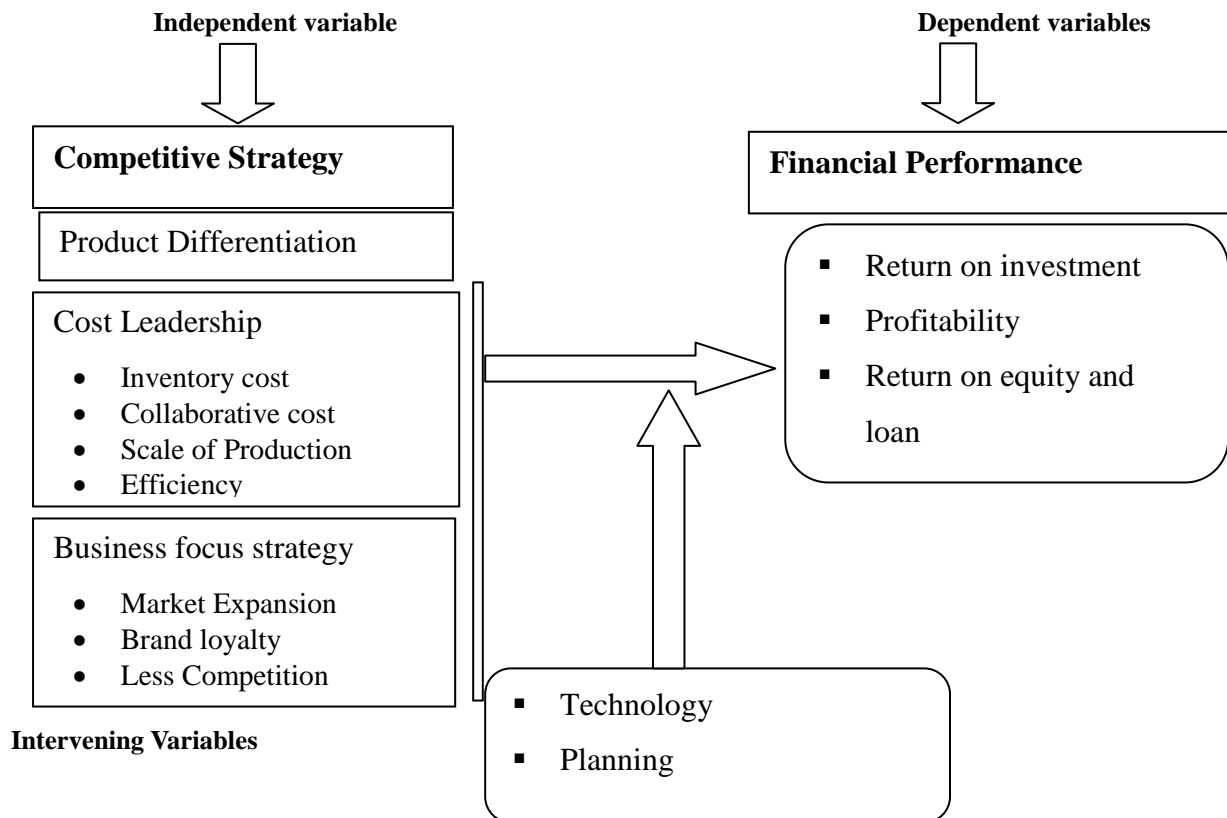 Independent variable
Dependent variables
Competitive Strategy
Financial Performance
Product Differentiation
Cost Leadership
• Inventory cost
• Collaborative cost
• Scale of Production
• Efficiency
Business focus strategy
• Market Expansion
• Brand loyalty
• Less Competition
▪ Return on investment
▪ Profitability
▪ Return on equity and
loan
Intervening Variables
▪ Technology
▪ Planning